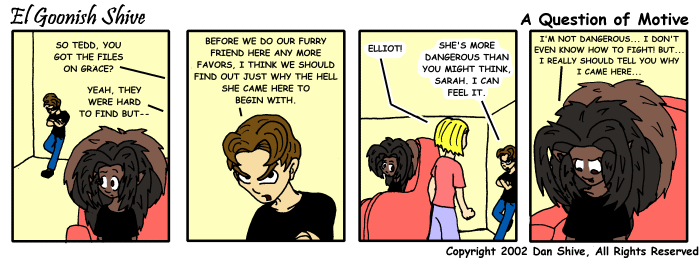 El Goonish Shive
A Question of Motive
SO TEDD, YOU
GOT THE FILES
ON GRACE?
YEAH, THEY
WERE HARD
TO FIND BUT--
BEFORE WE DO OUR FURRY
FRIEND HERE ANY MORE
FAVORS, I THINK WE SHOULD
FIND OUT JUST WHY THE HELL
SHE CAME HERE TO
BEGIN WITH.
ELLIOT!
SHE'S MORE
DANGEROUS THAN
YOU MIGHT THINK,
SARAH. I CAN
FEEL IT.
I'M NOT DANGEROUS... I DON'T
EVEN KNOW HOW TO FIGHT! BUT...
I REALLY SHOULD TELL YOU WHY
I CAME HERE...
Copyright 2002 Dan Shive, All Rights Reserved